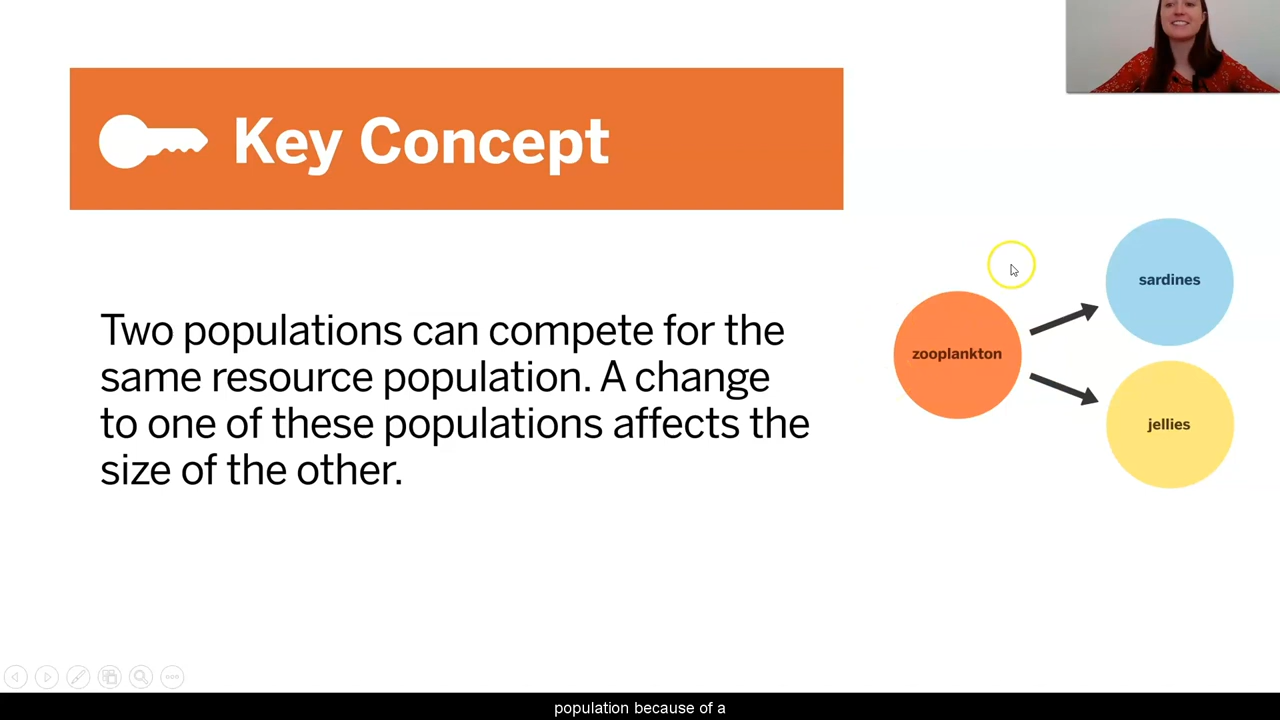 Key Concept
Two populations can compete for the
same resource population. A change
to one of these populations affects the
size of the other.
sardines
zooplankton
jellies
population because of a